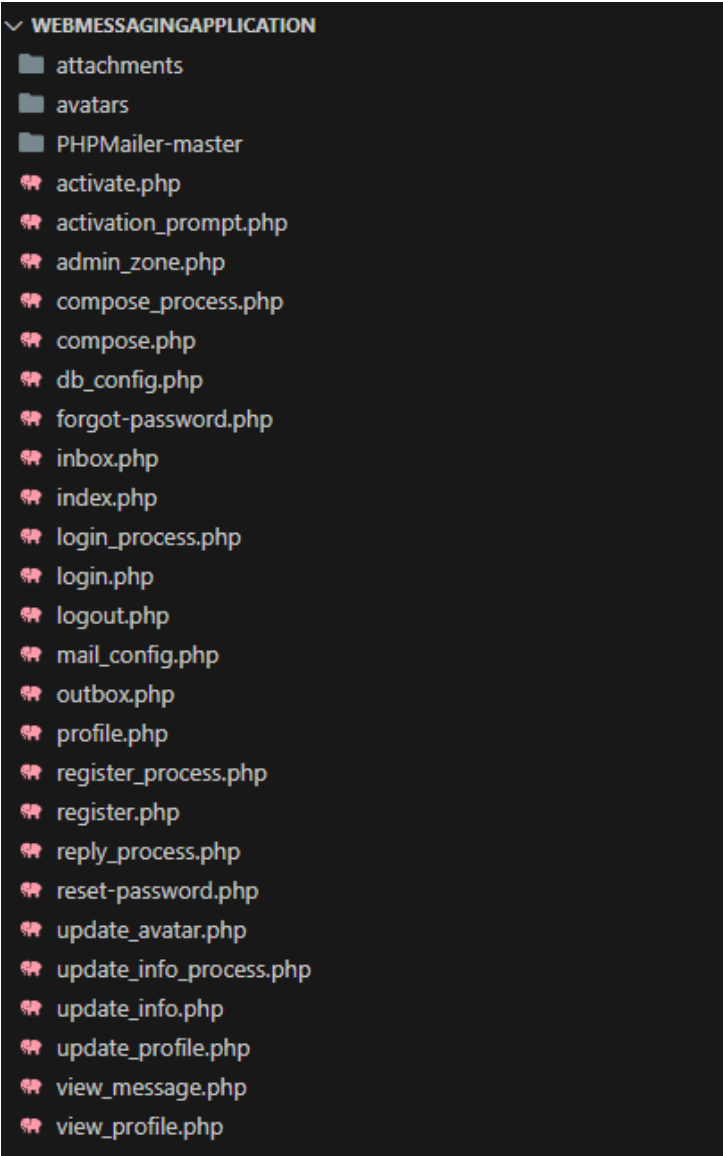 WEBMESSAGINGAPPLICATION
attachments
avatars
PHPMailer-master
activate.php
activation_prompt.php
admin_zone.php
compose_process.php
compose.php
db_config.php
forgot-password.php
inbox.php
index.php
login_process.php
login.php
logout.php
mail_config.php
outbox.php
profile.php
register_process.php
register.php
reply_process.php
reset-password.php
update_avatar.php
update_info_process.php
update_info.php
update_profile.php
view_message.php
view_profile.php